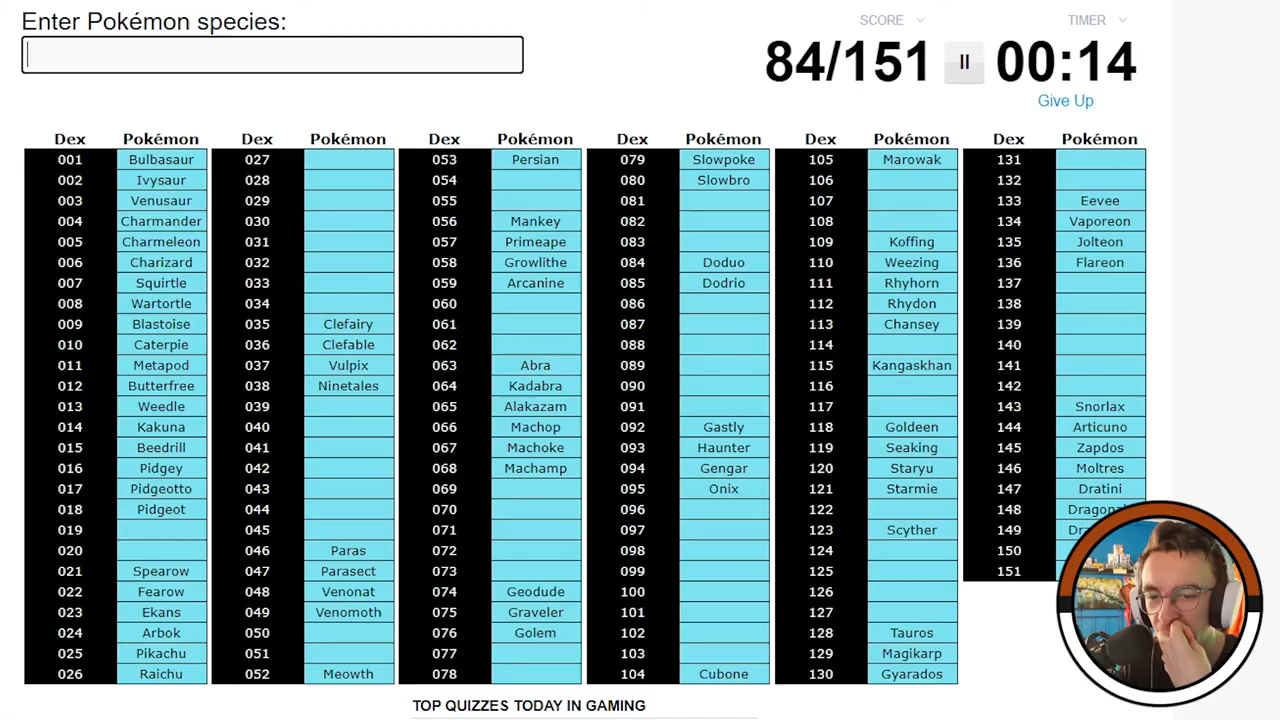 Enter Pokémon species:
SCORE
TIMER
84/151
00:14
Give Up
Dex Pokémon Dex Pokémon Dex Pokémon Dex Pokémon Dex Pokémon Dex Pokémon
001 Bulbasaur 027 053 Persian 079 Slowpoke 105 Marowak 131
002 Ivysaur 028 054 080 Slowbro 106 132
003 Venusaur 029 055 081 107 133 Eevee
004 Charmander 030 056 Mankey 082 108 134 Vaporeon
005 Charmeleon 031 057 Primeape 083 109 Koffing 135 Jolteon
006 Charizard 032 058 Growlithe 084 Doduo 110 Weezing 136 Flareon
007 Squirtle 033 059 Arcanine 085 Dodrio 111 Rhyhorn 137
008 Wartortle 034 060 086 112 Rhydon 138
009 Blastoise 035 Clefairy 061 087 113 Chansey 139
010 Caterpie 036 Clefable 062 088 114 140
011 Metapod 037 Vulpix 063 Abra 089 115 Kangaskhan 141
012 Butterfree 038 Ninetales 064 Kadabra 090 116 142
013 Weedle 039 065 Alakazam 091 117 143 Snorlax
014 Kakuna 040 066 Machop 092 Gastly 118 Goldeen 144 Articuno
015 Beedrill 041 067 Machoke 093 Haunter 119 Seaking 145 Zapdos
016 Pidgey 042 068 Machamp 094 Gengar 120 Staryu 146 Moltres
017 Pidgeotto 043 069 095 Onix 121 Starmie 147 Dratini
018 Pidgeot 044 070 096 122 148
019 045 071 097 123 Scyther 149
020 046 Paras 072 098 124 150
021 Spearow 047 Parasect 073 099 125 151
022 Fearow 048 Venonat 074 Geodude 100 126
023 Ekans 049 Venomoth 075 Graveler 101 127
024 Arbok 050 076 Golem 102 128 Tauros
025 Pikachu 051 077 103 129 Magikarp
026 Raichu 052 Meowth 078 104 Cubone 130 Gyarados
TOP QUIZZES TODAY IN GAMING